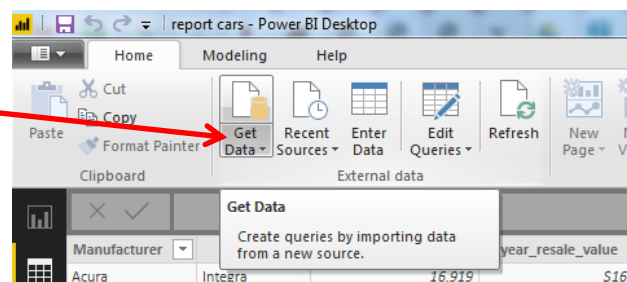 report cars - Power BI Desktop
Home Modeling Help
Paste
Cut
Copy
Format Painter
Clipboard
Get Data
Recent Sources
Enter Data
Edit Queries
External data
Refresh
New Page
Get Data
Create queries by importing data
from a new source.
Manufacturer year_resale_value
Acura Integra 16.919 $16